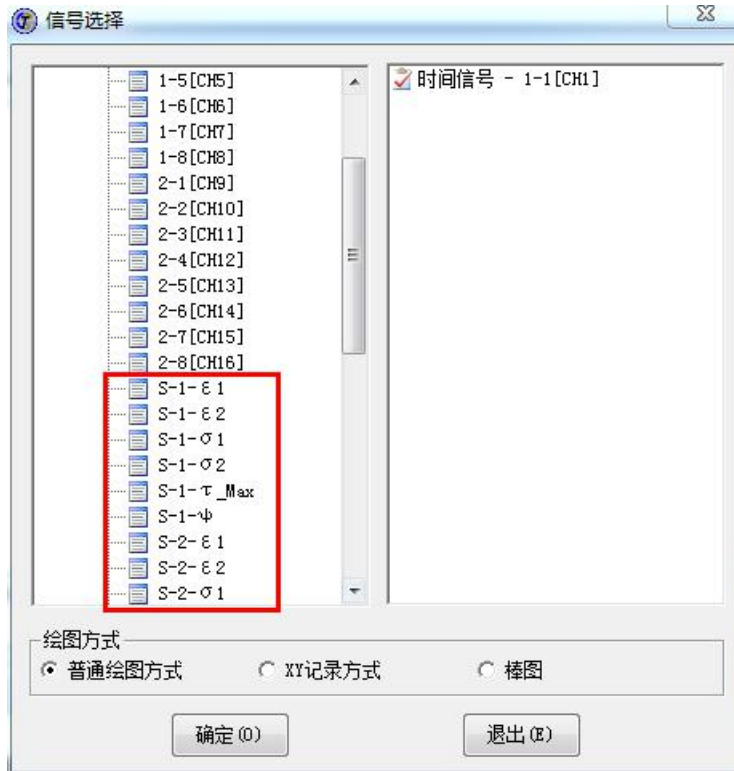 信号选择
1-5[CH5]
1-6[CH6]
1-7[CH7]
1-8[CH8]
2-1[CH9]
2-2[CH10]
2-3[CH11]
2-4[CH12]
2-5[CH13]
2-6[CH14]
2-7[CH15]
2-8[CH16]
S-1-ε1
S-1-ε2
S-1-σ1
S-1-σ2
S-1-τ_Max
S-1-ψ
S-2-ε1
S-2-ε2
S-2-σ1
时间信号 - 1-1[CH1]
绘图方式
普通绘图方式 XY记录方式 棒图
确定(O) 退出(E)